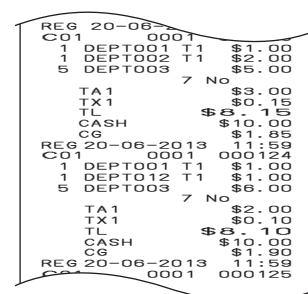 REG 20-06-
C01 0001
1 DEPT001 T1 $1.00
1 DEPT002 T1 $2.00
5 DEPT003 $5.00
7 No
TA1 $3.00
TX1 $0.15
TL $8.15
CASH $10.00
CG $1.85
REG 20-06-2013 11:59
C01 0001 000124
1 DEPT001 T1 $1.00
1 DEPT012 T1 $1.00
5 DEPT003 $6.00
7 No
TA1 $2.00
TX1 $0.10
TL $8.10
CASH $10.00
CG $1.90
REG 20-06-2013 11:59
C01 0001 000125